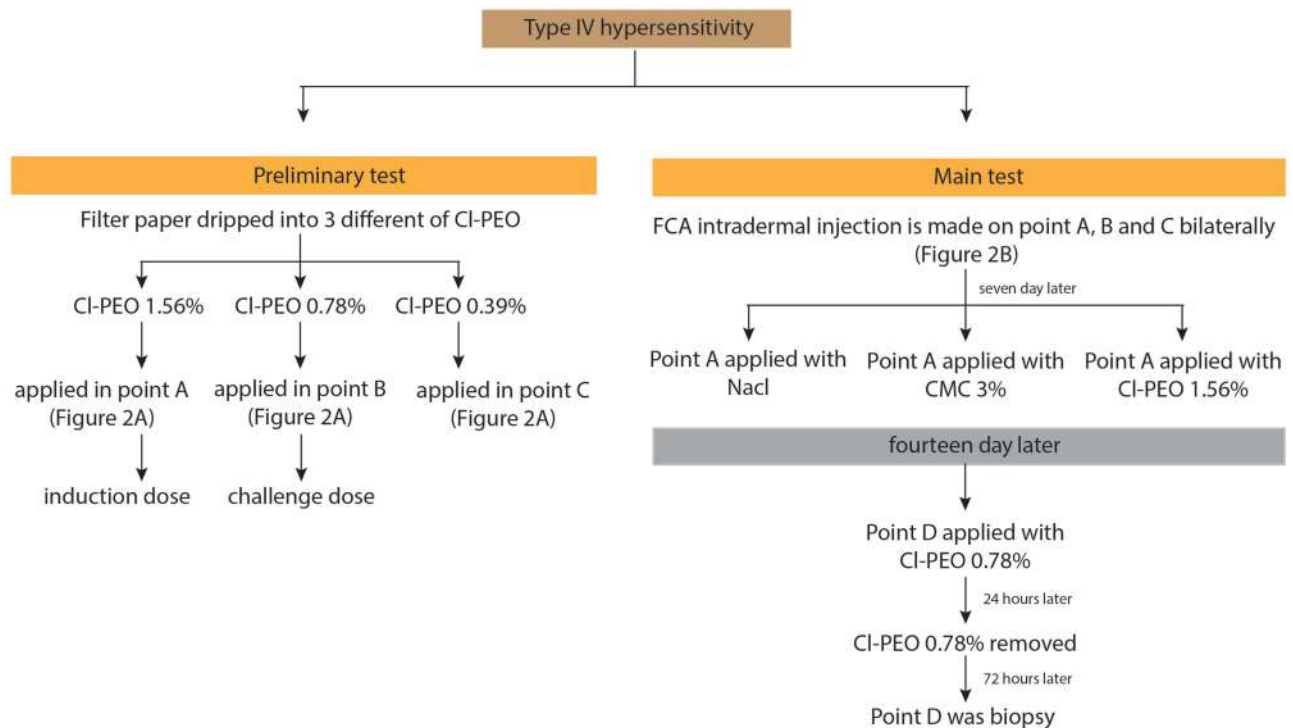 Type IV hypersensitivity
Preliminary test
Filter paper dripped into 3 different of Cl-PEO
Cl-PEO 1.56%
Cl-PEO 0.78%
Cl-PEO 0.39%
applied in point A
(Figure 2A)
applied in point B
(Figure 2A)
applied in point C
(Figure 2A)
induction dose
challenge dose
Main test
FCA intradermal injection is made on point A, B and C bilaterally
(Figure 2B)
seven day later
Point A applied with
Nacl
Point A applied with
CMC 3%
Point A applied with
Cl-PEO 1.56%
fourteen day later
Point D applied with
Cl-PEO 0.78%
24 hours later
Cl-PEO 0.78% removed
72 hours later
Point D was biopsy